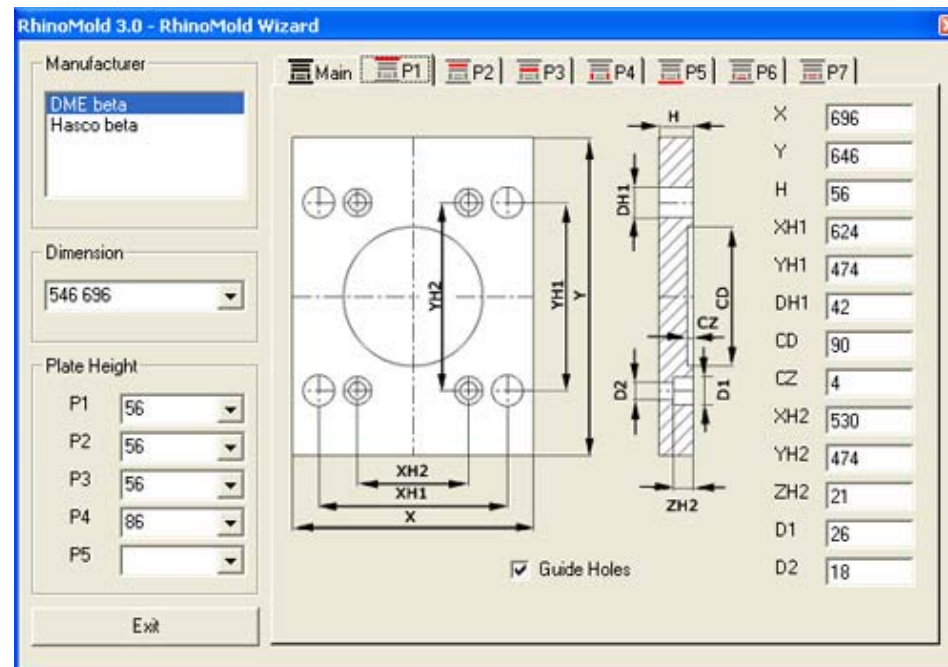 RhinoMold 3.0 - RhinoMold Wizard
Manufacturer
DME beta
Hasco beta
Dimension
546 696
Plate Height
P1 56
P2 56
P3 56
P4 86
P5
Exit
Main P1 P2 P3 P4 P5 P6 P7
H
DH1
YH2
YH1
Y
CD
CZ
D2
D1
XH2
XH1
X
ZH2
Guide Holes
X 696
Y 646
H 56
XH1 624
YH1 474
DH1 42
CD 90
CZ 4
XH2 530
YH2 474
ZH2 21
D1 26
D2 18